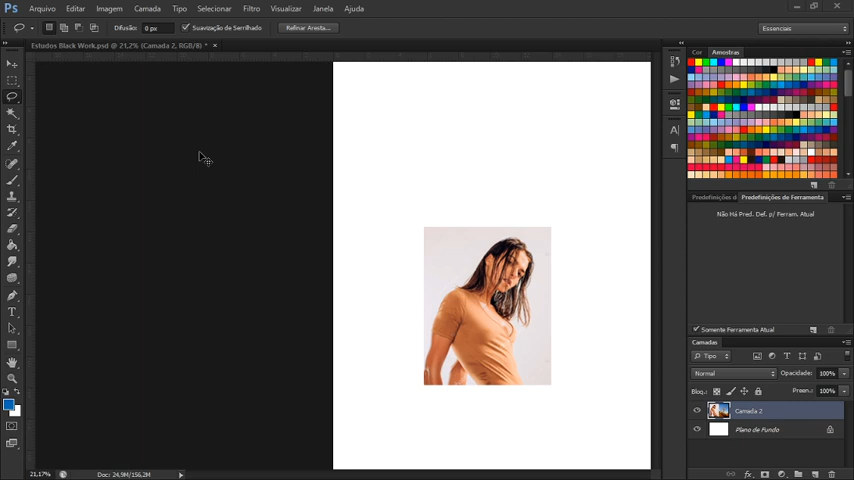 Ps Arquivo Editar Imagem Camada Tipo Selecionar Filtro Visualizar Janela Ajuda
Difusão: 0 px Suavização de Serrilhado Refinar Aresta... Essenciais
Estudos Black Work.psd @ 21,2% (Camada 2, RGB/8) * ×
Cor Amostras
Predefinições d Predefinições de Ferramenta
Não Há Pred. Def. p/ Ferram. Atual
Somente Ferramenta Atual
Camadas
Tipo
Normal Opacidade: 100%
Bloq.: Preen.: 100%
Camada 2
Plano de Fundo
21,17% Doc: 24,9M/156,2M